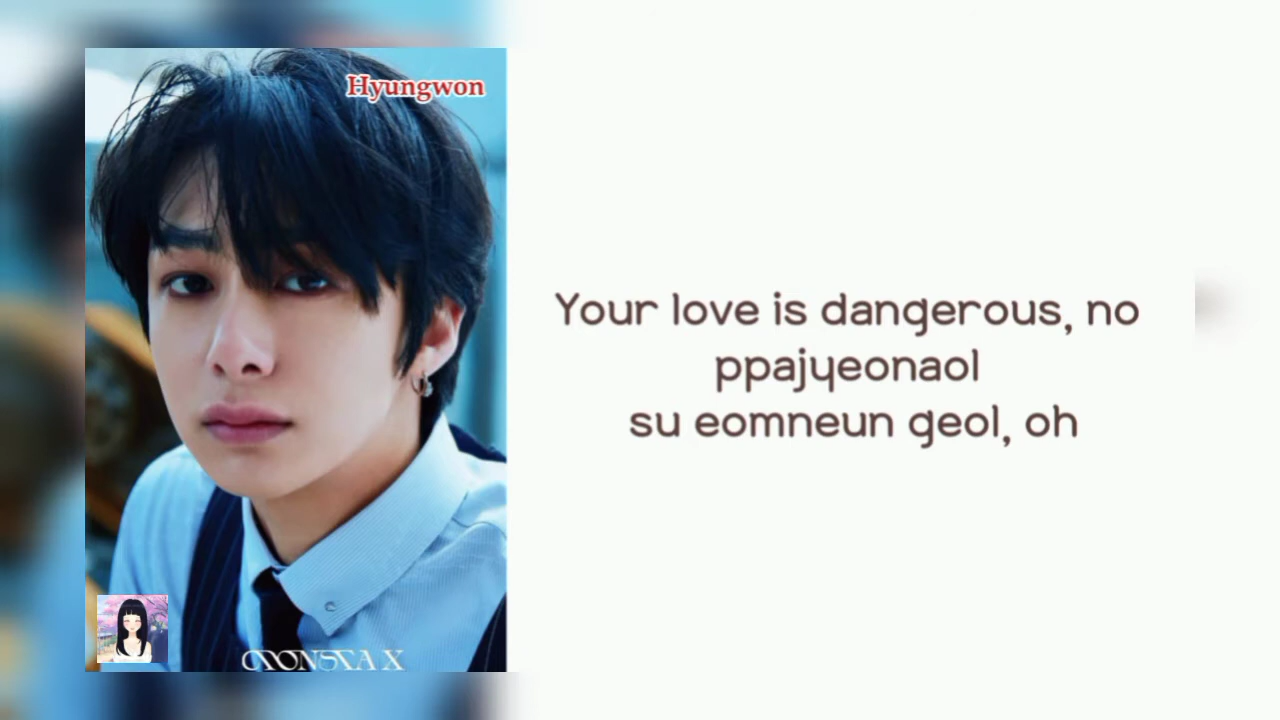 Hyungwon
Your love is dangerous, no
ppajyeonaol
su eomneun geol, oh
MONSTA X